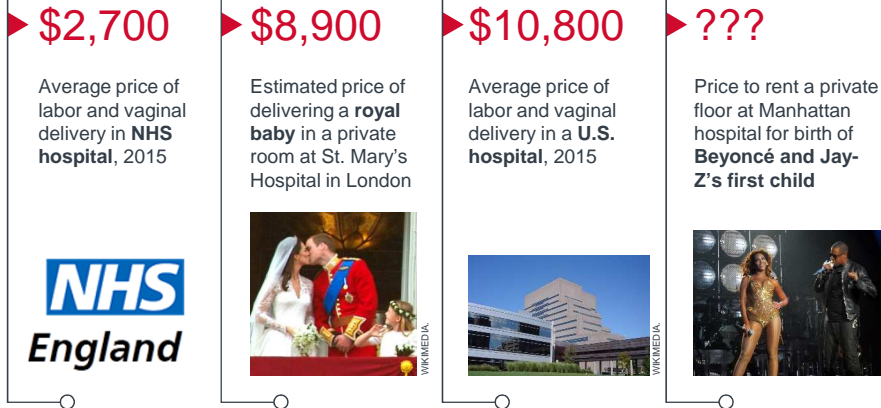 $2,700
Average price of
labor and vaginal
delivery in NHS
hospital, 2015
NHS
England
$8,900
Estimated price of
delivering a royal
baby in a private
room at St. Mary's
Hospital in London
WIKIMEDIA.
$10,800
Average price of
labor and vaginal
delivery in a U.S.
hospital, 2015
WIKIMEDIA.
???
Price to rent a private
floor at Manhattan
hospital for birth of
Beyoncé and Jay-
Z's first child